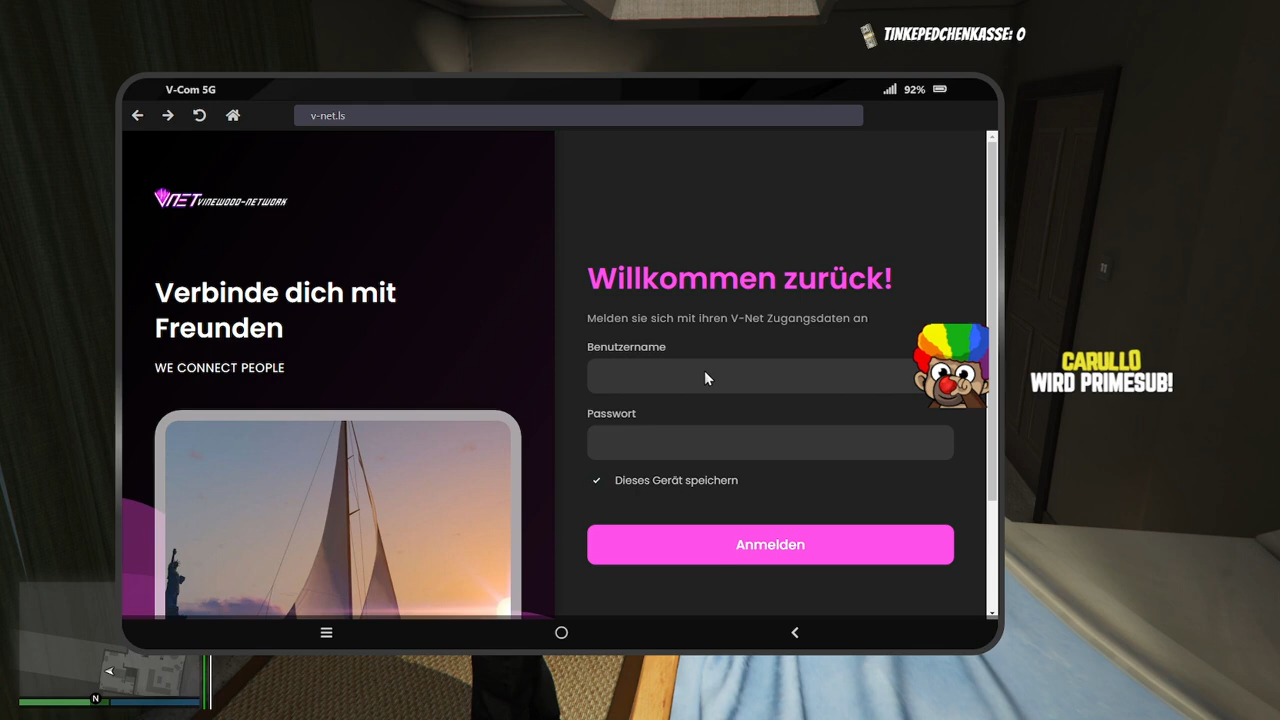 TINKEPEDCHENKASSE: 0
V-Com 5G
92%
v-net.ls
VNET VINEWOOD-NETWORK
Verbinde dich mit
Freunden
WE CONNECT PEOPLE
Willkommen zurück!
Melden sie sich mit ihren V-Net Zugangsdaten an
Benutzername
Passwort
Dieses Gerät speichern
Anmelden
CARULLO
WIRD PRIMESUB!
N